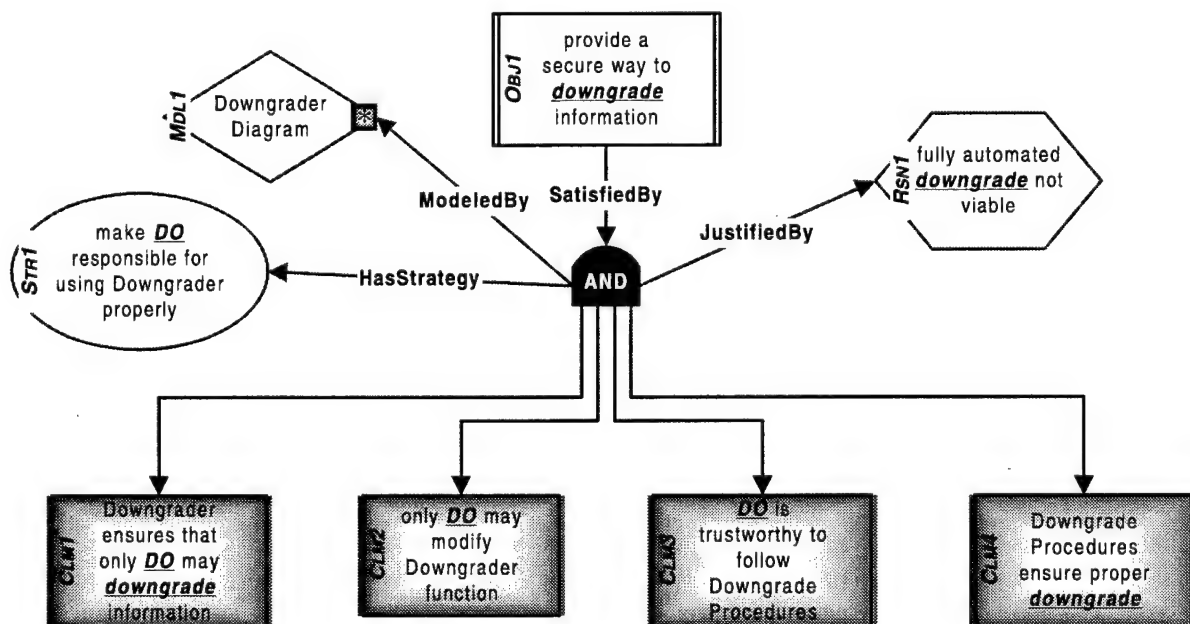 OBJ1
provide a
secure way to
downgrade
information
MDL1
Downgrader
Diagram
RSN1
fully automated
downgrade not
viable
ModeledBy
SatisfiedBy
JustifiedBy
STR1
make DO
responsible for
using Downgrader
properly
HasStrategy
AND
CLM1
Downgrader
ensures that
only DO may
downgrade
information
CLM2
only DO may
modify
Downgrader
function
CLM3
DO is
trustworthy to
follow
Downgrade
Procedures
CLM4
Downgrade
Procedures
ensure proper
downgrade